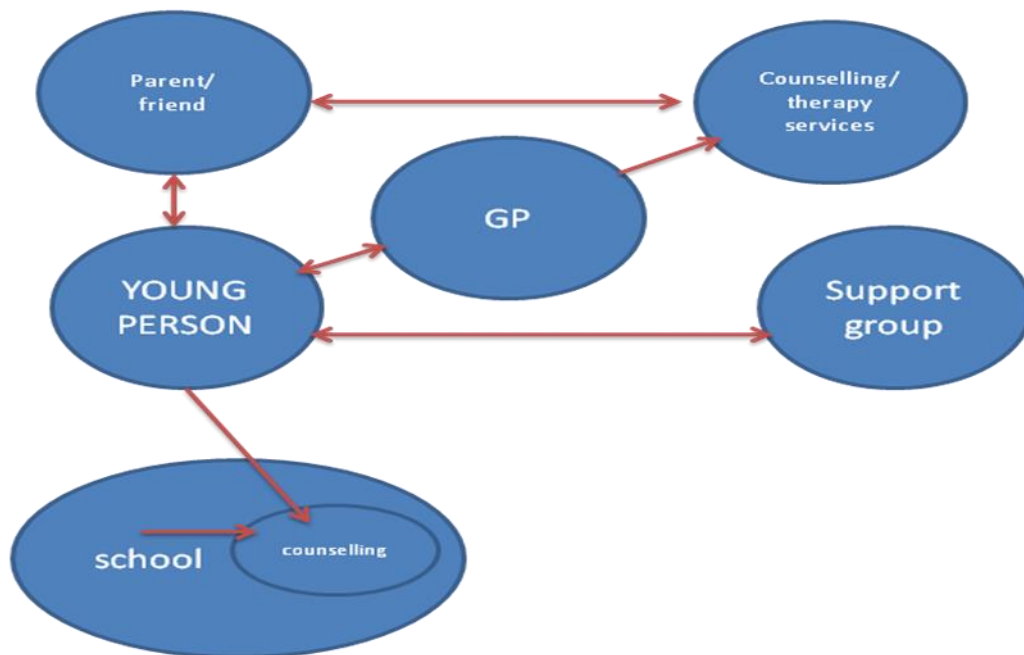 Parent/
friend
Counselling/
therapy
services
GP
YOUNG
PERSON
Support
group
school
counselling